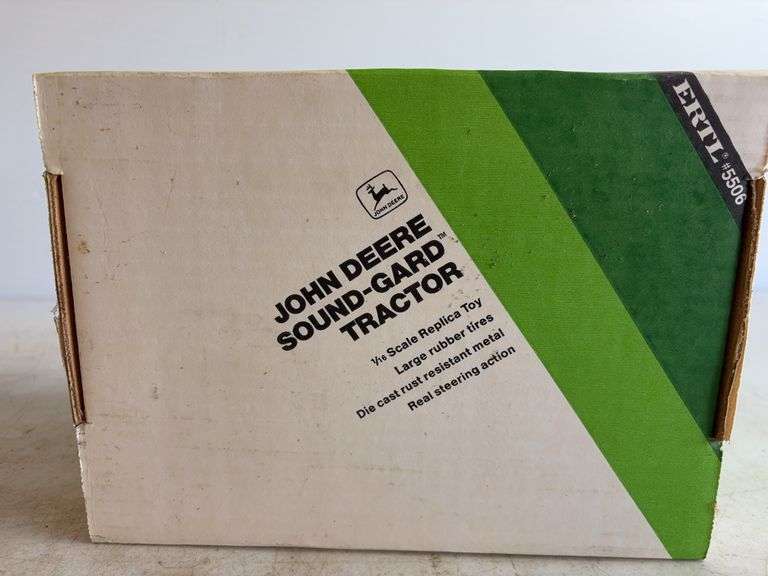 ERTL® #5506
JOHN DEERE
JOHN DEERE
SOUND-GARD™
TRACTOR
1/16 Scale Replica Toy
Large rubber tires
Die cast rust resistant metal
Real steering action